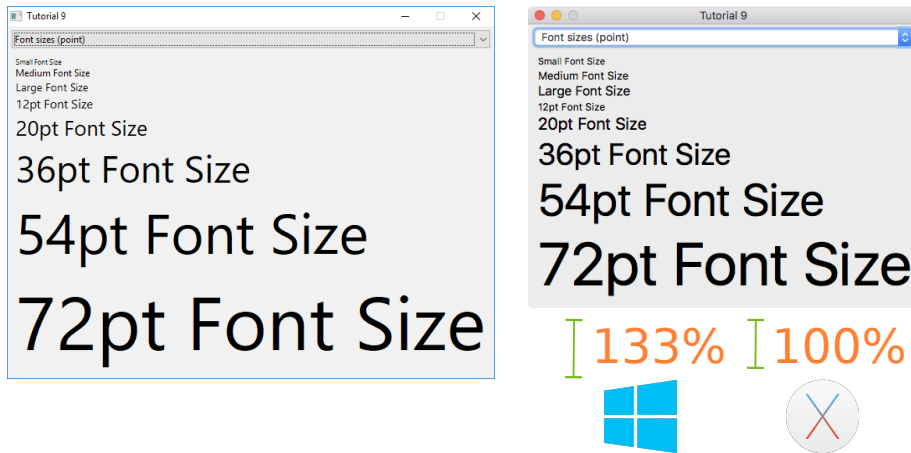 Tutorial 9
Font sizes (point)
Small Font Size
Medium Font Size
Large Font Size
12pt Font Size
20pt Font Size
36pt Font Size
54pt Font Size
72pt Font Size
Tutorial 9
Font sizes (point)
Small Font Size
Medium Font Size
Large Font Size
12pt Font Size
20pt Font Size
36pt Font Size
54pt Font Size
72pt Font Size
133% 100%